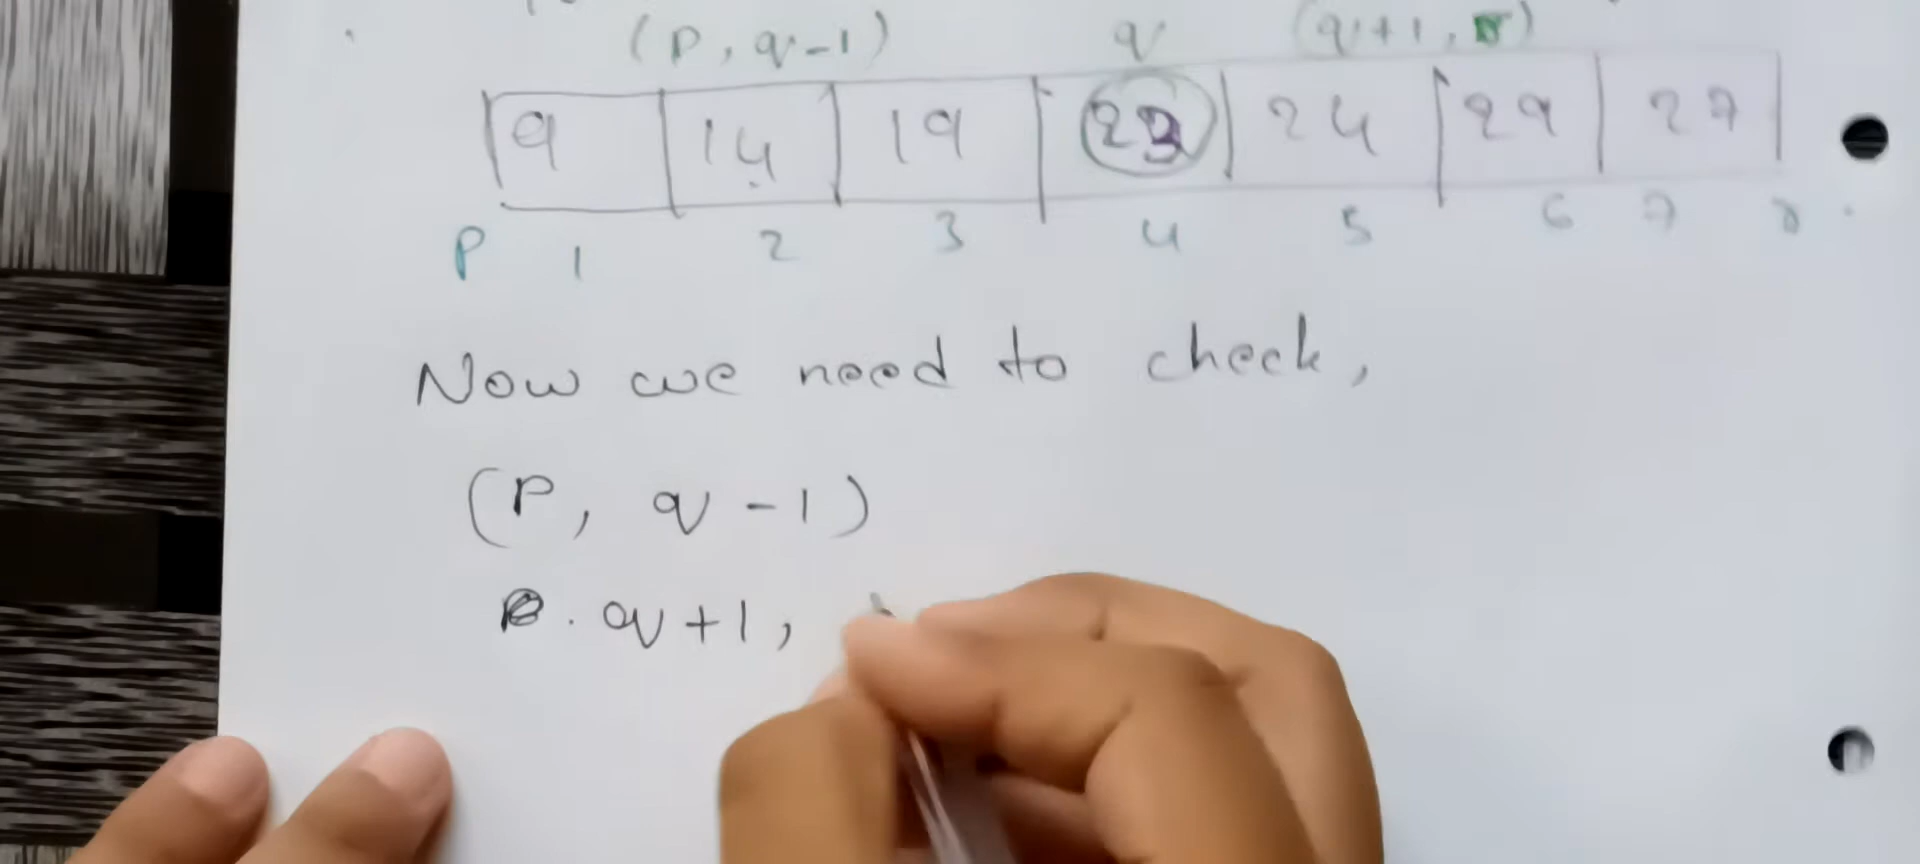 (p, q-1) q (q+1, r)
9 14 19 23 24 29 27
P 1 2 3 4 5 6 7 8
Now we need to check,
(P, q-1)
q+1,